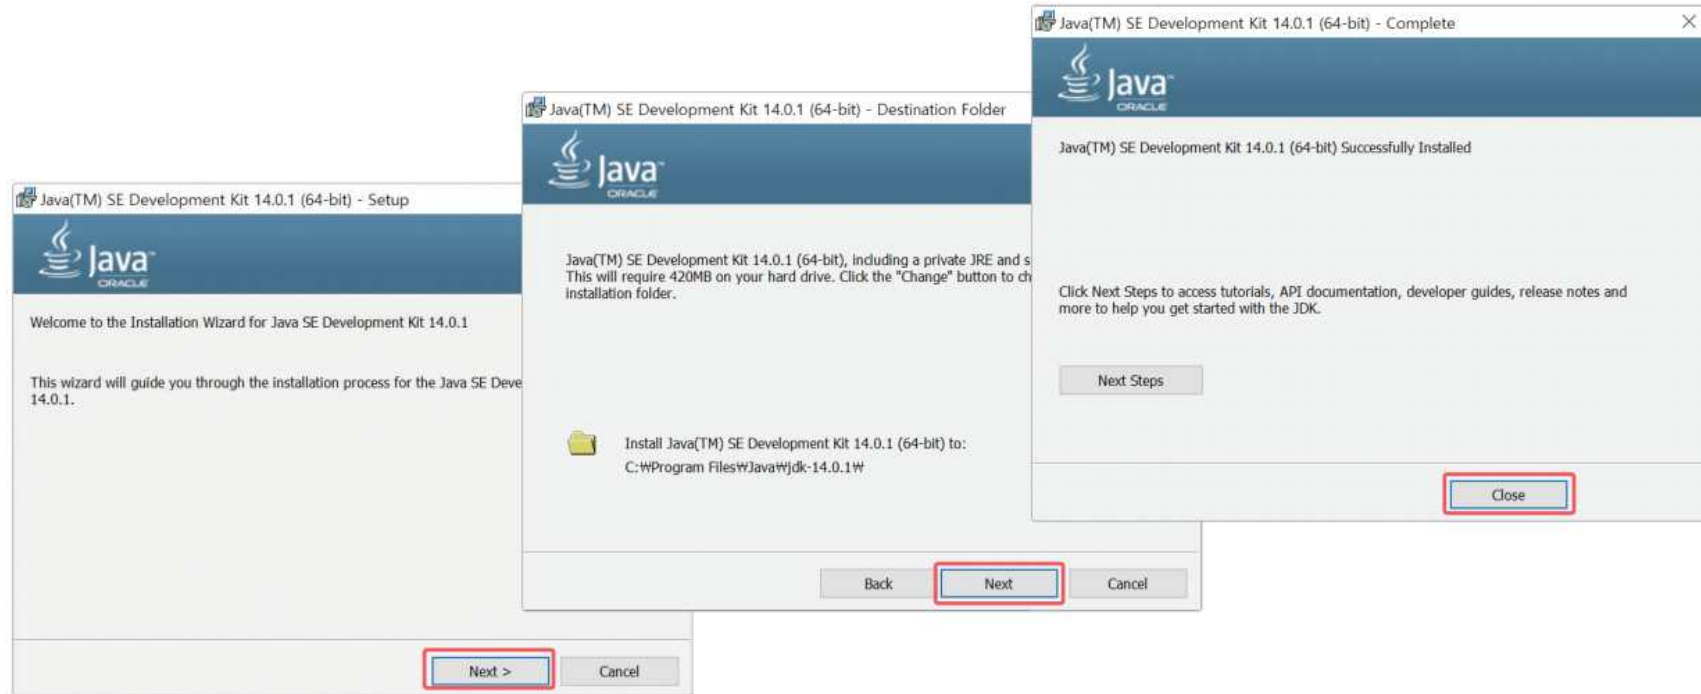 Java(TM) SE Development Kit 14.0.1 (64-bit) - Setup
Java™
ORACLE
Welcome to the Installation Wizard for Java SE Development Kit 14.0.1
This wizard will guide you through the installation process for the Java SE Deve
14.0.1.
Next >
Cancel
Java(TM) SE Development Kit 14.0.1 (64-bit) - Destination Folder
Java™
ORACLE
Java(TM) SE Development Kit 14.0.1 (64-bit), including a private JRE and s
This will require 420MB on your hard drive. Click the "Change" button to ch
installation folder.
Install Java(TM) SE Development Kit 14.0.1 (64-bit) to:
C:₩Program Files₩Java₩jdk-14.0.1₩
Back
Next
Cancel
Java(TM) SE Development Kit 14.0.1 (64-bit) - Complete
Java™
ORACLE
Java(TM) SE Development Kit 14.0.1 (64-bit) Successfully Installed
Click Next Steps to access tutorials, API documentation, developer guides, release notes and
more to help you get started with the JDK.
Next Steps
Close